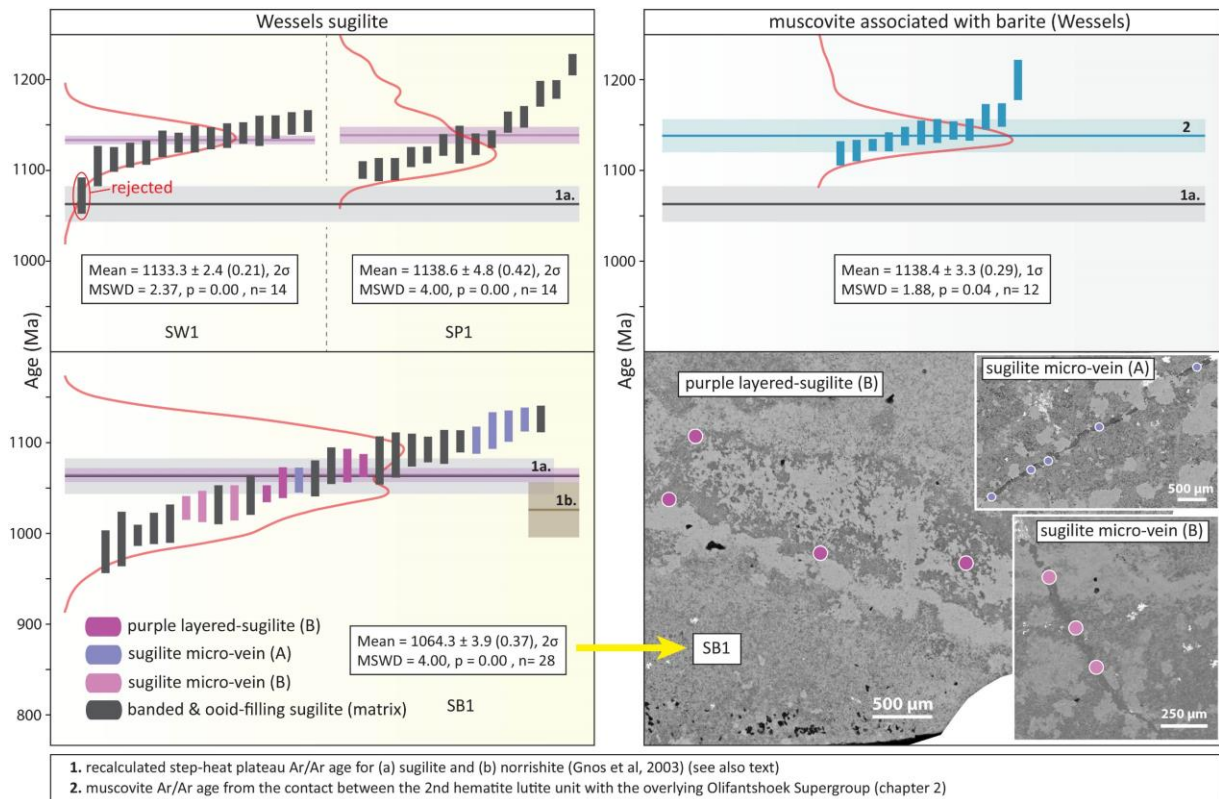 Wessels sugilite
muscovite associated with barite (Wessels)
Age (Ma)
1200
1100
1000
rejected
1a.
Mean = 1133.3 ± 2.4 (0.21), 2σ
MSWD = 2.37, p = 0.00 , n= 14
SW1
Mean = 1138.6 ± 4.8 (0.42), 2σ
MSWD = 4.00, p = 0.00 , n= 14
SP1
1200
1100
1000
2
1a.
Mean = 1138.4 ± 3.3 (0.29), 1σ
MSWD = 1.88, p = 0.04 , n= 12
Age (Ma)
1100
1000
900
800
1a.
1b.
purple layered-sugilite (B)
sugilite micro-vein (A)
sugilite micro-vein (B)
banded & ooid-filling sugilite (matrix)
Mean = 1064.3 ± 3.9 (0.37), 2σ
MSWD = 4.00, p = 0.00 , n= 28
SB1
purple layered-sugilite (B)
SB1
500 µm
sugilite micro-vein (A)
500 µm
sugilite micro-vein (B)
250 µm
1. recalculated step-heat plateau Ar/Ar age for (a) sugilite and (b) norrishite (Gnos et al, 2003) (see also text)
2. muscovite Ar/Ar age from the contact between the 2nd hematite lutite unit with the overlying Olifantshoek Supergroup (chapter 2)